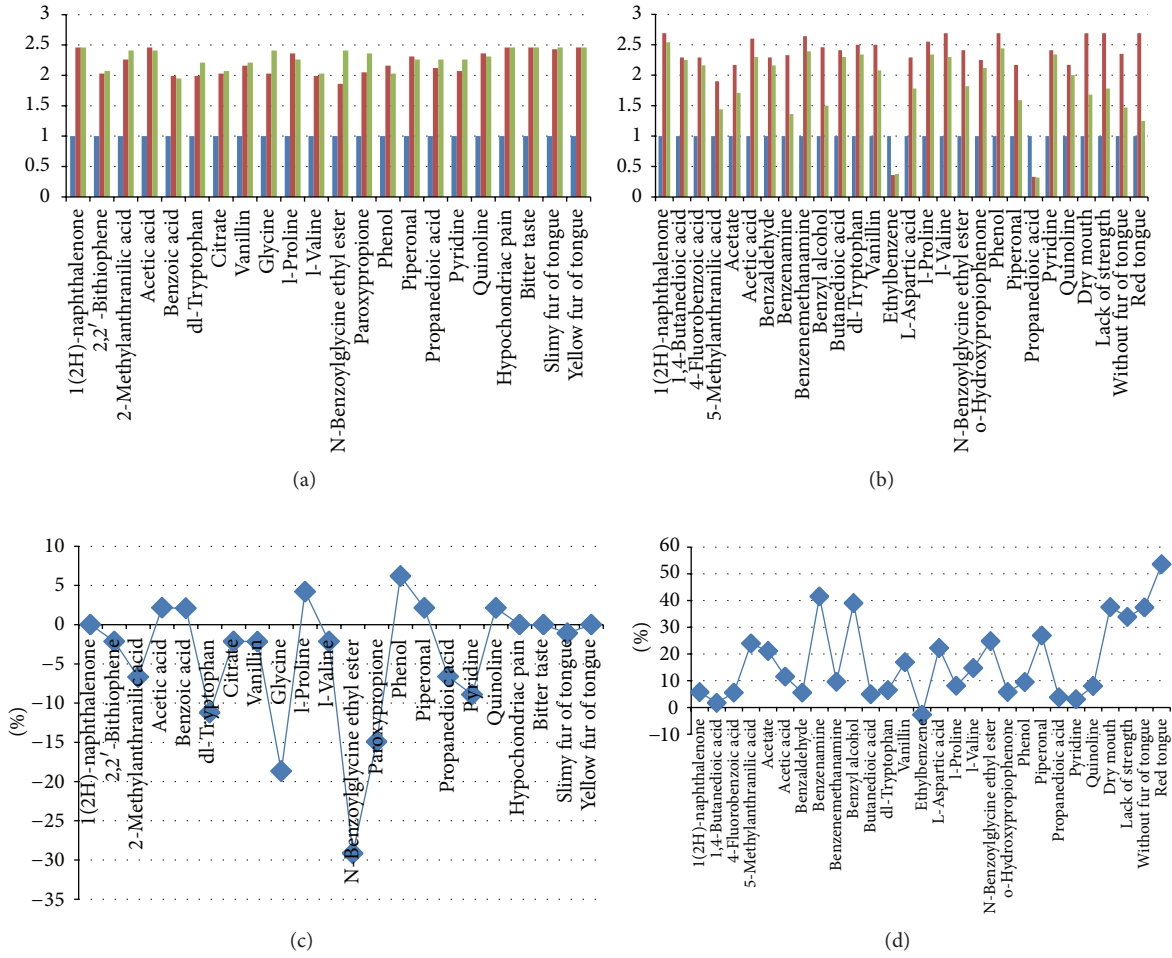 3
2.5
2
1.5
1
0.5
0
1(2H)-naphthalenone
2,2′-Bithiophene
2-Methylanthranilic acid
Acetic acid
Benzoic acid
dl-Tryptophan
Citrate
Vanillin
Glycine
l-Proline
l-Valine
N-Benzoylglycine ethyl ester
Paroxypropione
Phenol
Piperonal
Propanedioic acid
Pyridine
Quinoline
Hypochondriac pain
Bitter taste
Slimy fur of tongue
Yellow fur of tongue
(a)
3
2.5
2
1.5
1
0.5
0
1(2H)-naphthalenone
1,4-Butanedioic acid
4-Fluorobenzoic acid
5-Methylanthranilic acid
Acetate
Acetic acid
Benzaldehyde
Benzenamine
Benzenemethanamine
Benzyl alcohol
Butanedioic acid
dl-Tryptophan
Vanillin
Ethylbenzene
L-Aspartic acid
l-Proline
l-Valine
N-Benzoylglycine ethyl ester
o-Hydroxypropiophenone
Phenol
Piperonal
Propanedioic acid
Pyridine
Quinoline
Dry mouth
Lack of strength
Without fur of tongue
Red tongue
(b)
10
5
0
−5
−10
−15
−20
−25
−30
−35
(%)
1(2H)-naphthalenone
2,2′-Bithiophene
2-Methylanthranilic acid
Acetic acid
Benzoic acid
dl-Tryptophan
Citrate
Vanillin
Glycine
l-Proline
l-Valine
N-Benzoylglycine ethyl ester
Paroxypropione
Phenol
Piperonal
Propanedioic acid
Pyridine
Quinoline
Hypochondriac pain
Bitter taste
Slimy fur of tongue
Yellow fur of tongue
(c)
60
50
40
30
20
10
0
−10
(%)
1(2H)-naphthalenone
1,4-Butanedioic acid
4-Fluorobenzoic acid
5-Methylanthranilic acid
Acetate
Acetic acid
Benzaldehyde
Benzenamine
Benzenemethanamine
Benzyl alcohol
Butanedioic acid
dl-Tryptophan
Vanillin
Ethylbenzene
L-Aspartic acid
l-Proline
l-Valine
N-Benzoylglycine ethyl ester
o-Hydroxypropiophenone
Phenol
Piperonal
Propanedioic acid
Pyridine
Quinoline
Dry mouth
Lack of strength
Without fur of tongue
Red tongue
(d)